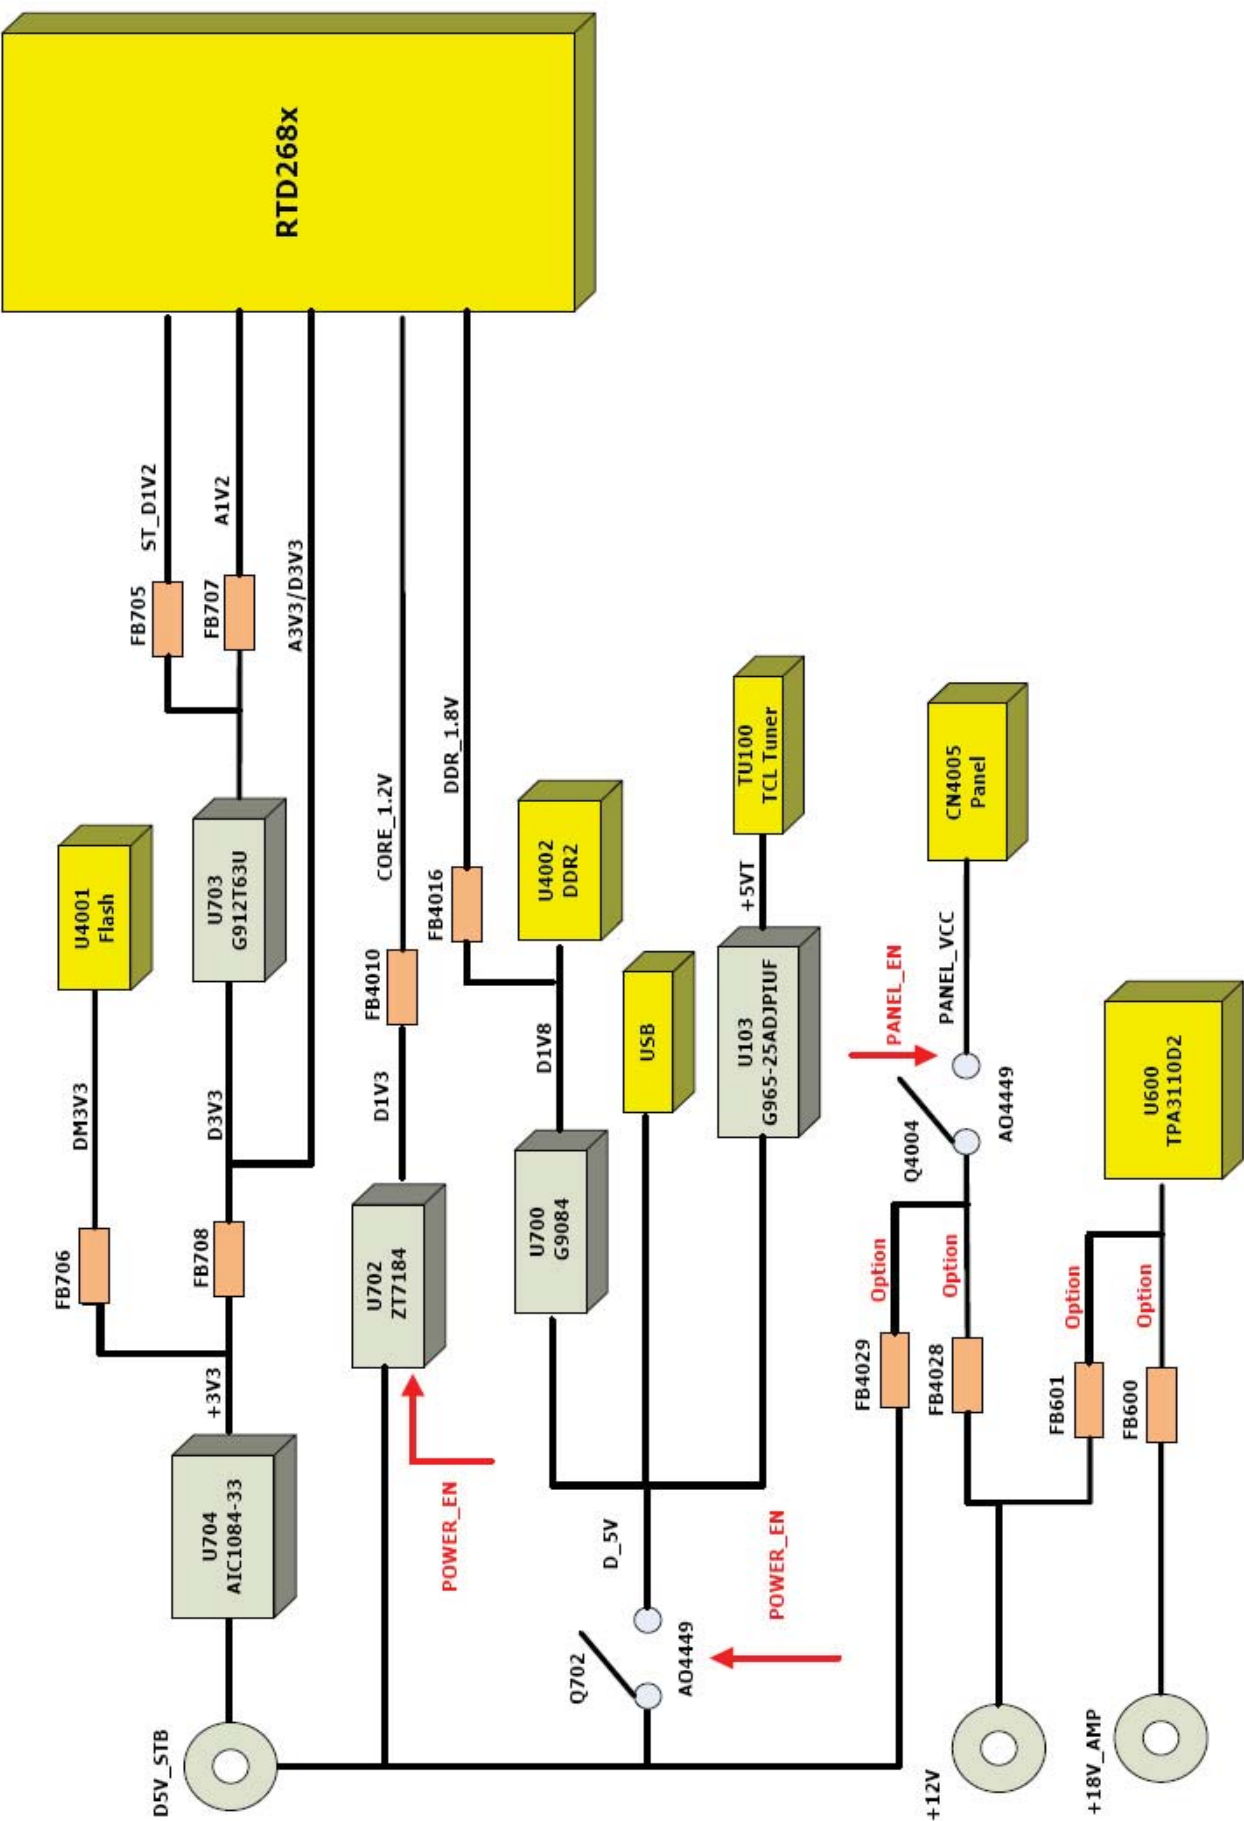 D5V_STB
U704
AIC1084-33
+3V3
FB706
DM3V3
U4001
Flash
FB708
D3V3
U703
G912T63U
FB705
ST_D1V2
FB707
A1V2
A3V3/D3V3
RTD268x
POWER_EN
U702
ZT7184
D1V3
FB4010
CORE_1.2V
Q702
AO4449
POWER_EN
D_5V
U700
G9084
D1V8
U4002
DDR2
FB4016
DDR_1.8V
USB
U103
G965-25ADJPIUF
+5VT
TU100
TCL Tuner
FB4029
Option
FB4028
Option
Q4004
AO4449
PANEL_EN
PANEL_VCC
CN4005
Panel
+12V
FB601
Option
FB600
Option
+18V_AMP
U600
TPA3110D2